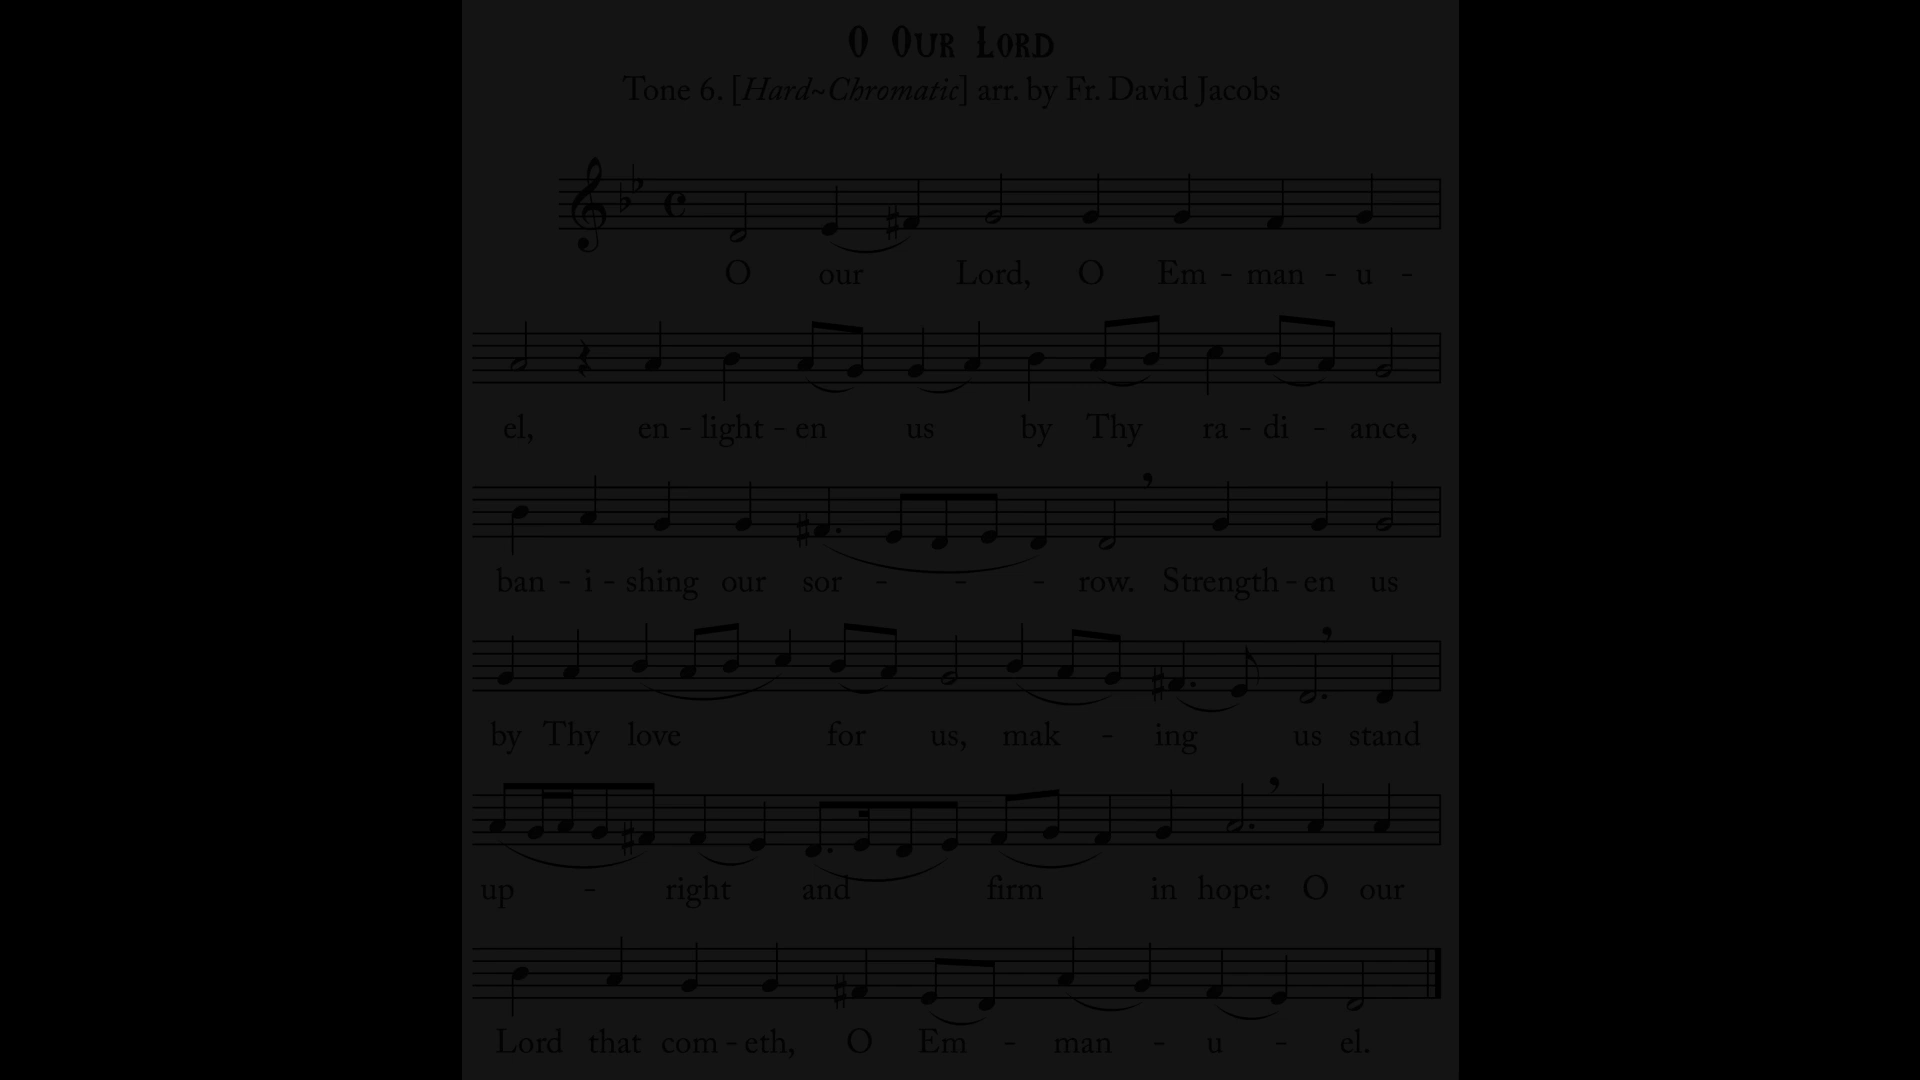 O Our Lord
Tone 6. [Hard~Chromatic] arr. by Fr. David Jacobs
O our Lord, O Em - man - u -
el, en - light - en us by Thy ra - di - ance,
ban - i - shing our sor - - - row. Strength - en us
by Thy love for us, mak - ing us stand
up - right and firm in hope: O our
Lord that com - eth, O Em - man - u - el.